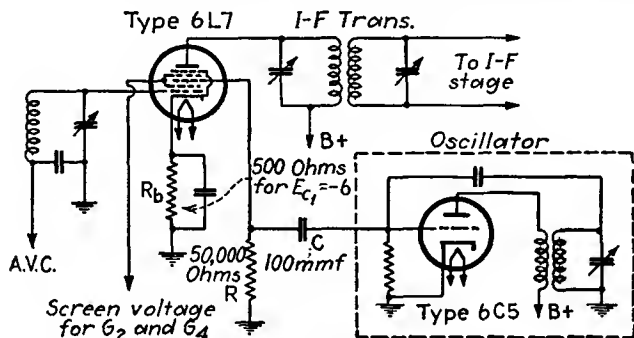 Type 6L7
I-F Trans.
To I-F
stage
B+
Oscillator
500 Ohms
for Ec1=-6
Rb
A.V.C.
50,000
Ohms
R
C
100mmf
Screen voltage
for G2 and G4
Type 6C5
B+